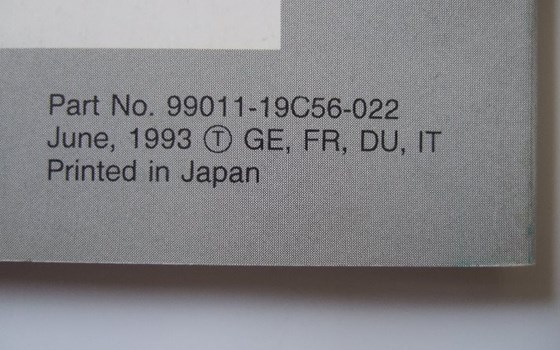 Part No. 99011-19C56-022
June, 1993 Ⓣ GE, FR, DU, IT
Printed in Japan